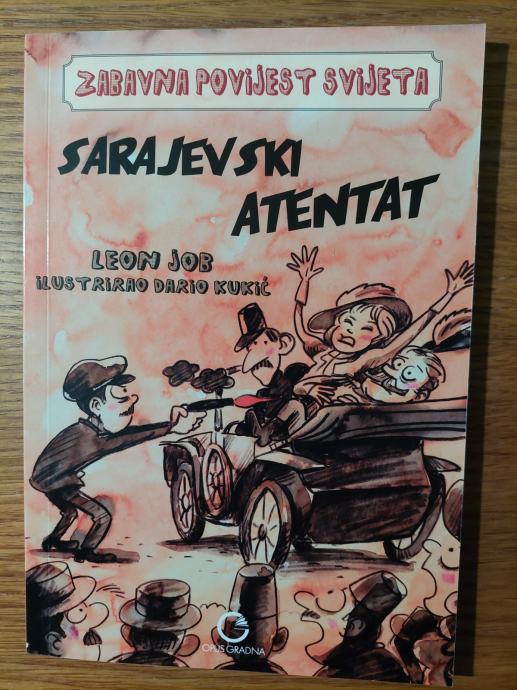 ZABAVNA POVIJEST SVIJETA
SARAJEVSKI
ATENTAT
LEON JOB
ILUSTRIRAO DARIO KUKIĆ
OPUS GRADNA